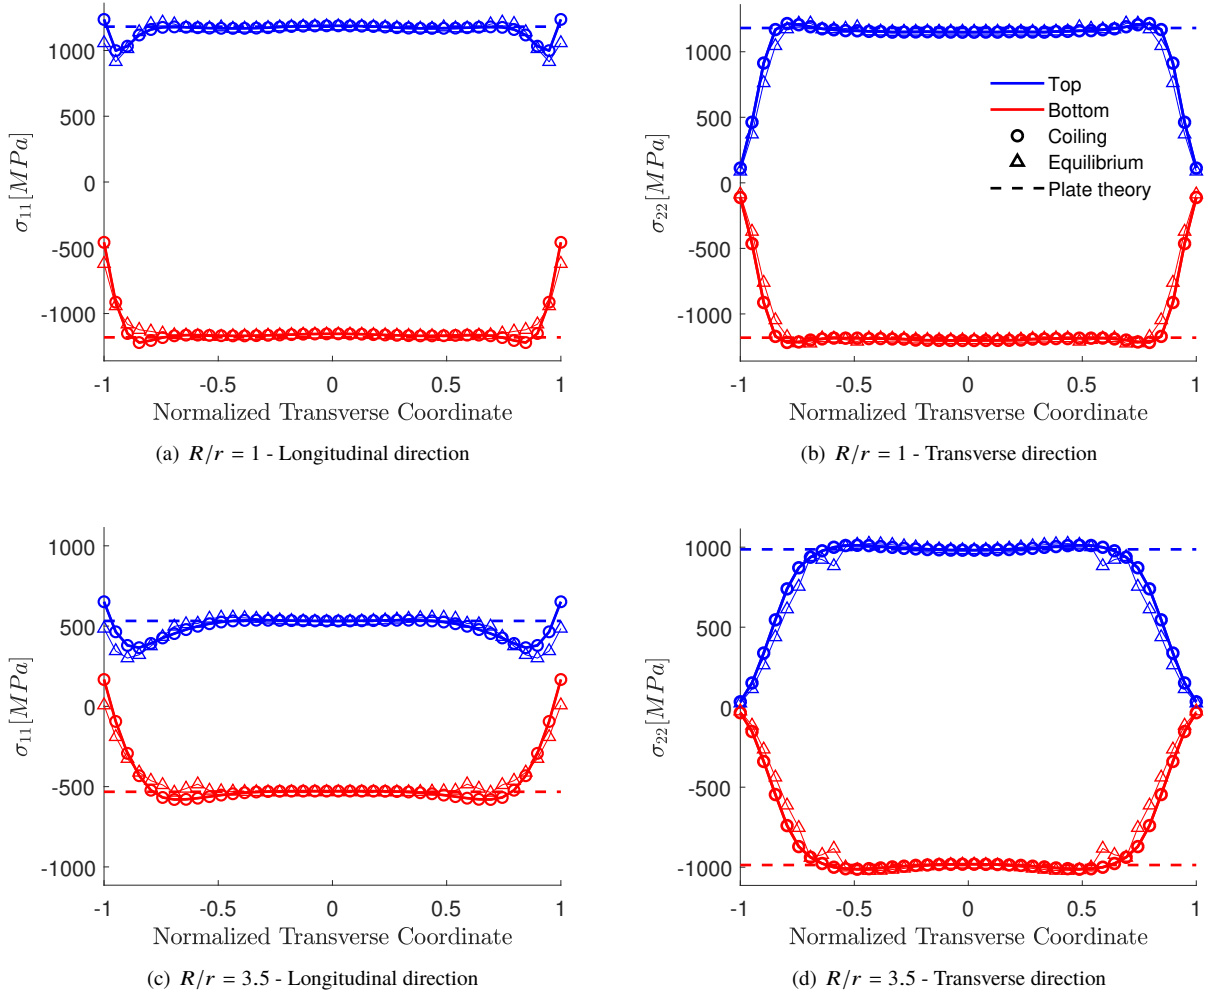 1000
500
0
-500
-1000
σ₁₁[MPa]
-1
-0.5
0
0.5
1
Normalized Transverse Coordinate
(a) R/r = 1 - Longitudinal direction
1000
500
0
-500
-1000
σ₂₂[MPa]
Top
Bottom
Coiling
Equilibrium
Plate theory
-1
-0.5
0
0.5
1
Normalized Transverse Coordinate
(b) R/r = 1 - Transverse direction
1000
500
0
-500
-1000
σ₁₁[MPa]
-1
-0.5
0
0.5
1
Normalized Transverse Coordinate
(c) R/r = 3.5 - Longitudinal direction
1000
500
0
-500
-1000
σ₂₂[MPa]
-1
-0.5
0
0.5
1
Normalized Transverse Coordinate
(d) R/r = 3.5 - Transverse direction